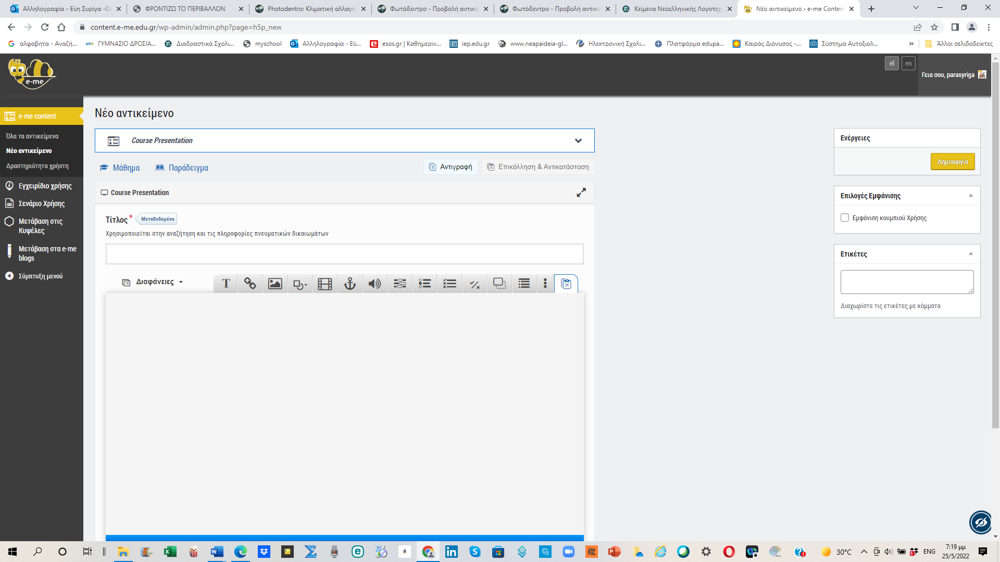 Αλληλογραφία - Εύη Συρίγα -Ou
ΦΡΟΝΤΙΖΩ ΤΟ ΠΕΡΙΒΑΛΛΟΝ
Photodentro: Κλιματική αλλαγή
Φωτόδεντρο - Προβολή αντικει
Φωτόδεντρο - Προβολή αντικε
Κείμενα Νεοελληνικής Λογοτεχν
Νέο αντικείμενο ‹ e-me Content
content.e-me.edu.gr/wp-admin/admin.php?page=h5p_new
αλφαβητα - Αναζή...
ΓΥΜΝΑΣΙΟ ΔΡΟΣΙΑ...
Διαδραστικά Σχολι...
myschool
Αλληλογραφία - Εύ...
esos.gr | Καθημεριν...
iep.edu.gr
www.neapaideia-gl...
Ηλεκτρονική Σχολι...
Πλατφόρμα edupa...
Καιρός Διόνυσος -...
Σύστημα Αυτοξιολ...
»
Άλλοι σελιδοδείκτες
e-me
el
en
Γεια σου, parasyriga
e-me content
Όλα τα αντικείμενα
Νέο αντικείμενο
Δραστηριότητα χρήστη
Εγχειρίδιο χρήσης
Σενάριο Χρήσης
Μετάβαση στις
Κυψέλες
Μετάβαση στα e-me
blogs
Σύμπτυξη μενού
Νέο αντικείμενο
Course Presentation
Μάθημα
Παράδειγμα
Αντιγραφή
Επικόλληση & Αντικατάσταση
Course Presentation
Τίτλος *
Μεταδεδομένα
Χρησιμοποιείται στην αναζήτηση και τις πληροφορίες πνευματικών δικαιωμάτων
Διαφάνειες
T
Ενέργειες
Δημιουργία
Επιλογές Εμφάνισης
Εμφάνιση κουμπιού Χρήσης
Ετικέτες
Διαχωρίστε τις ετικέτες με κόμματα
30°C
ENG
7:19 μμ
25/5/2022